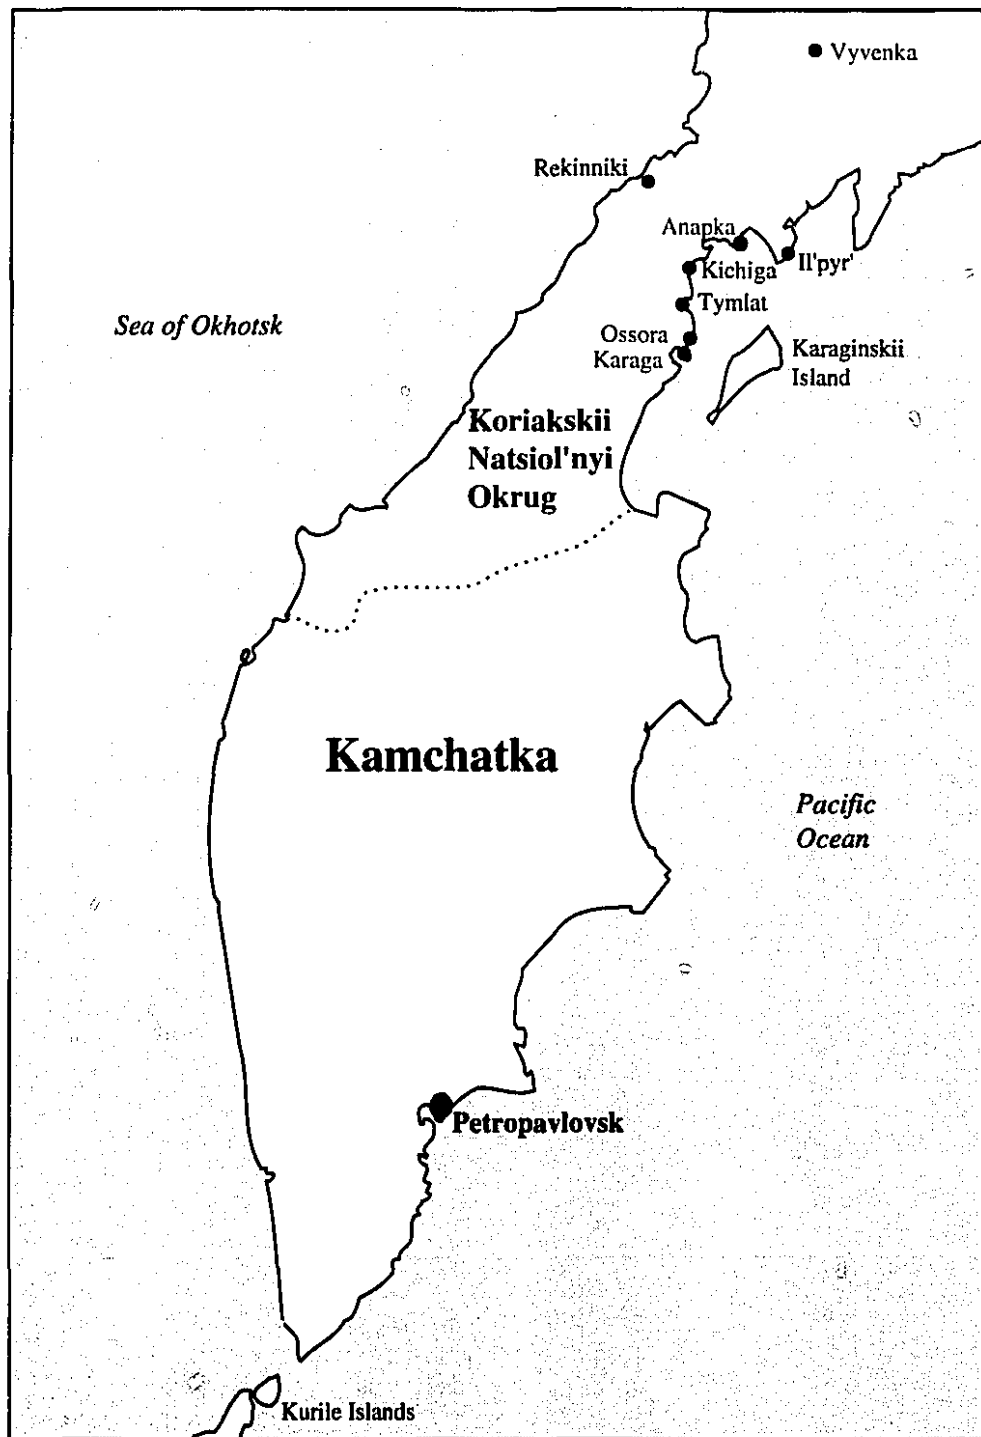 Vyvenka
Rekinniki
Anapka
Il'pyr'
Kichiga
Tymlat
Sea of Okhotsk
Ossora
Karaga
Karaginskii
Island
Koriakskii
Natsiol'nyi
Okrug
Kamchatka
Pacific
Ocean
Petropavlovsk
Kurile Islands